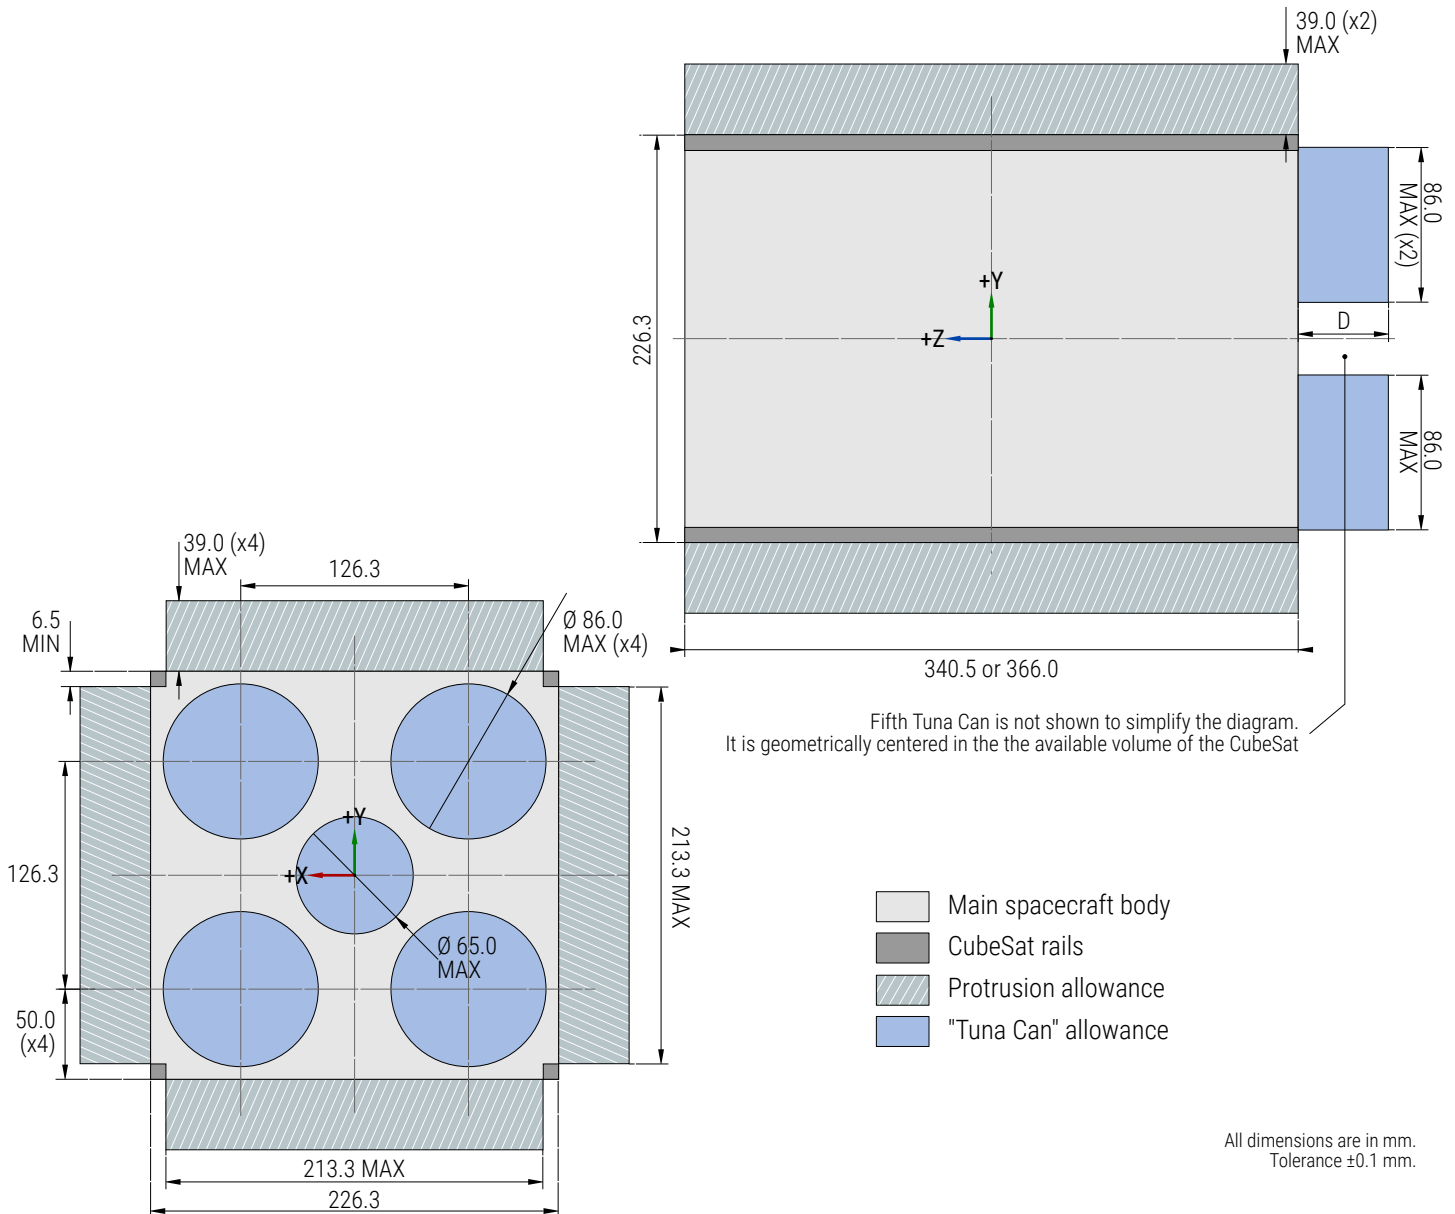 39.0 (x2)
MAX
86.0
MAX (x2)
+Y
+Z
D
226.3
86.0
MAX
340.5 or 366.0
Fifth Tuna Can is not shown to simplify the diagram.
It is geometrically centered in the the available volume of the CubeSat
39.0 (x4)
MAX
126.3
6.5
MIN
Ø 86.0
MAX (x4)
+Y
+X
126.3
213.3 MAX
Ø 65.0
MAX
50.0
(x4)
213.3 MAX
226.3
Main spacecraft body
CubeSat rails
Protrusion allowance
"Tuna Can" allowance
All dimensions are in mm.
Tolerance ±0.1 mm.